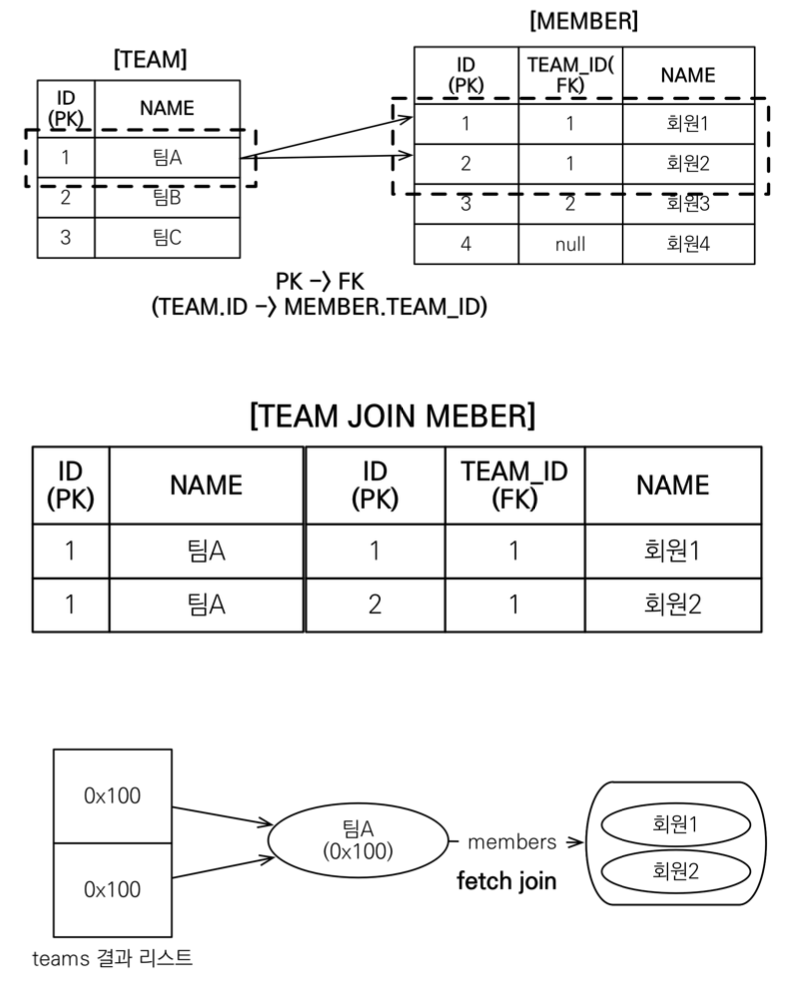 [TEAM]
ID
(PK)
NAME
1 팀A
2 팀B
3 팀C
[MEMBER]
ID
(PK)
TEAM_ID(
FK)
NAME
1 1 회원1
2 1 회원2
3 2 회원3
4 null 회원4
PK -> FK
(TEAM.ID -> MEMBER.TEAM_ID)
[TEAM JOIN MEBER]
ID
(PK)
NAME
ID
(PK)
TEAM_ID
(FK)
NAME
1 팀A 1 1 회원1
1 팀A 2 1 회원2
0x100
0x100
teams 결과 리스트
팀A
(0x100)
members
fetch join
회원1
회원2